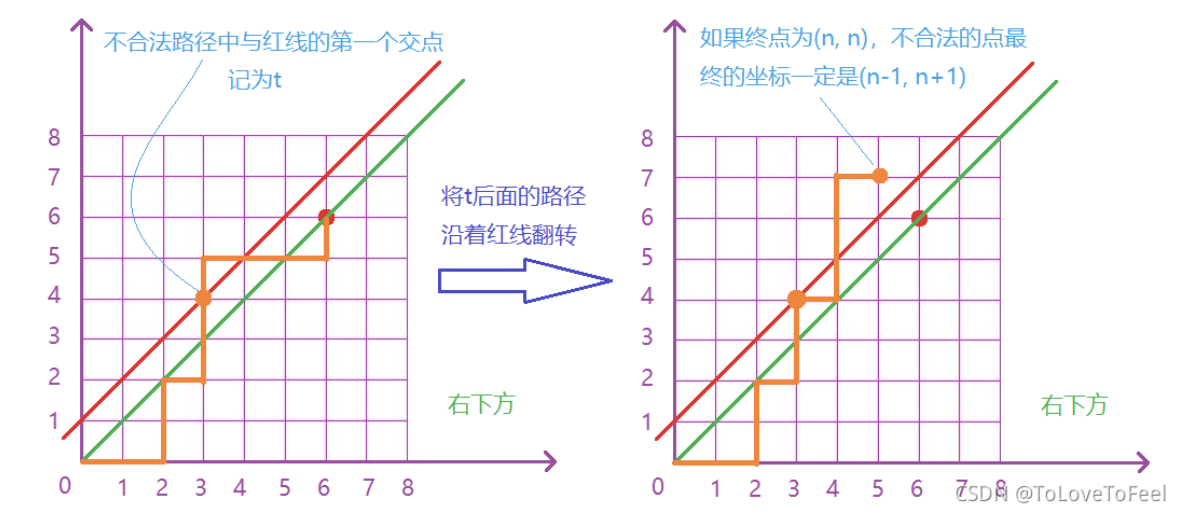 不合法路径中与红线的第一个交点
记为t
8
7
6
5
4
3
2
1
0 1 2 3 4 5 6 7 8
右下方
将t后面的路径
沿着红线翻转
如果终点为(n, n)，不合法的点最
终的坐标一定是(n-1, n+1)
8
7
6
5
4
3
2
1
0 1 2 3 4 5 6 7 8
右下方
CSDN @ToLoveToFeel